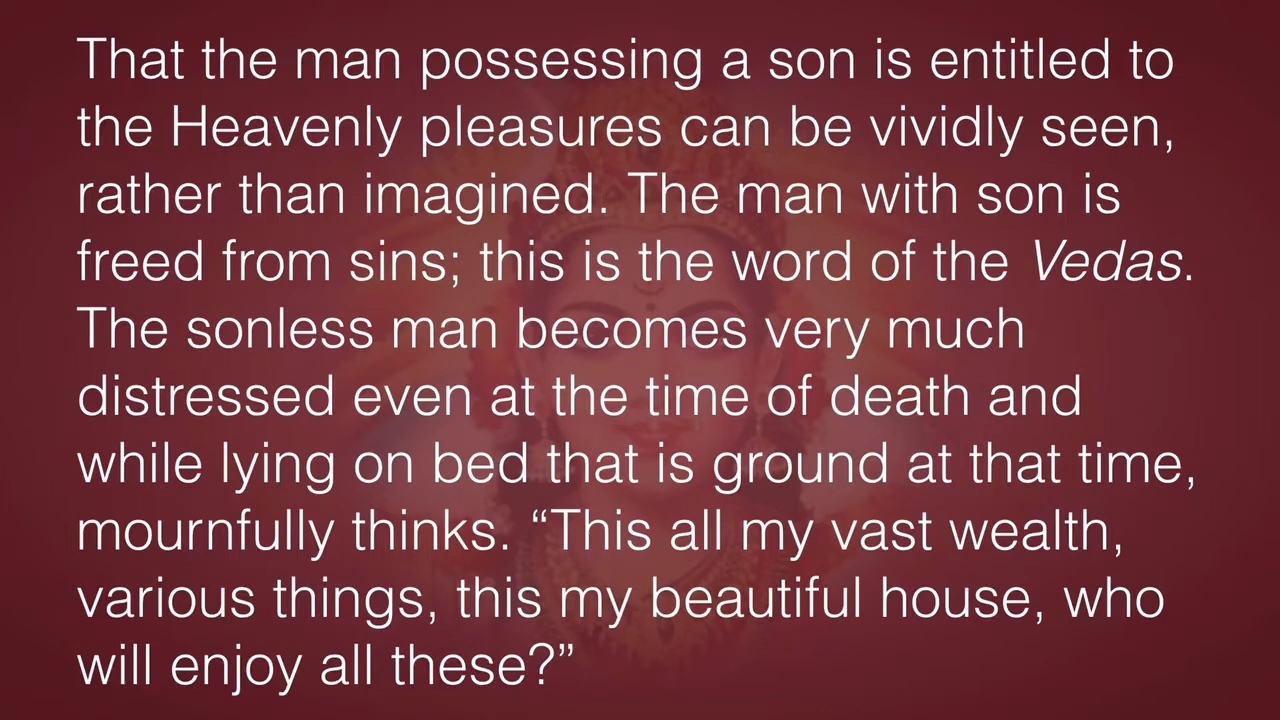 That the man possessing a son is entitled to
the Heavenly pleasures can be vividly seen,
rather than imagined. The man with son is
freed from sins; this is the word of the Vedas.
The sonless man becomes very much
distressed even at the time of death and
while lying on bed that is ground at that time,
mournfully thinks. “This all my vast wealth,
various things, this my beautiful house, who
will enjoy all these?”